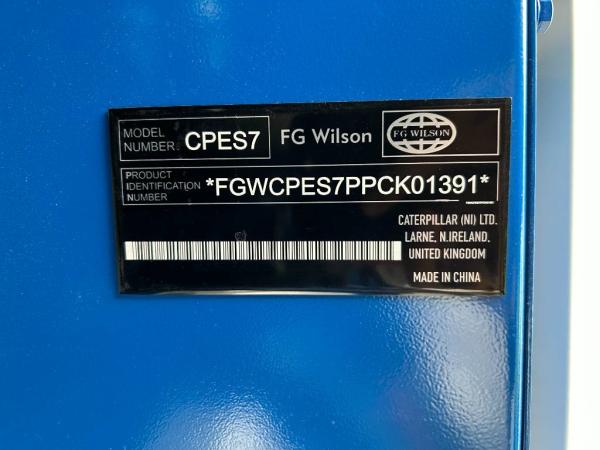 MODEL
NUMBER
CPES7
FG Wilson
FG WILSON
PRODUCT
IDENTIFICATION
NUMBER
*FGWCPES7PPCK01391*
CATERPILLAR (NI) LTD.
LARNE, N.IRELAND,
UNITED KINGDOM
MADE IN CHINA